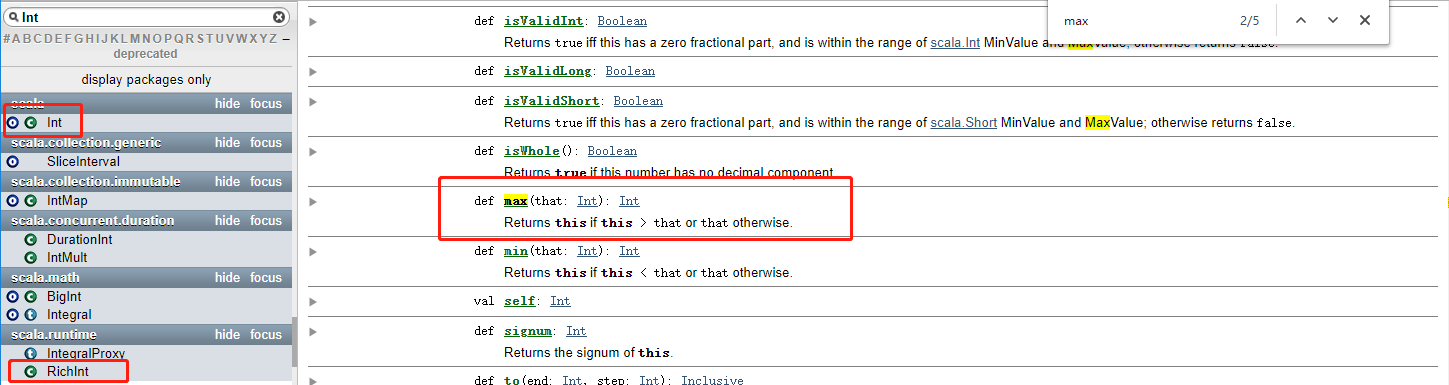 Int
#ABCDEFGHIJKLMNOPQRSTUVWXYZ –
deprecated
display packages only
scala hide focus
Int
scala.collection.generic
SliceInterval
scala.collection.immutable
IntMap
scala.concurrent.duration
DurationInt
IntMult
scala.math hide focus
BigInt
Integral
scala.runtime hide focus
IntegralProxy
RichInt
max 2/5
def isValidInt: Boolean
Returns true iff this has a zero fractional part, and is within the range of scala.Int MinValue and MaxValue; otherwise returns false.
def isValidLong: Boolean
def isValidShort: Boolean
Returns true iff this has a zero fractional part, and is within the range of scala.Short MinValue and MaxValue; otherwise returns false.
def isWhole(): Boolean
Returns true if this number has no decimal component.
def max(that: Int): Int
Returns this if this > that or that otherwise.
def min(that: Int): Int
Returns this if this < that or that otherwise.
val self: Int
def signum: Int
Returns the signum of this.
def to(end: Int, step: Int): Inclusive